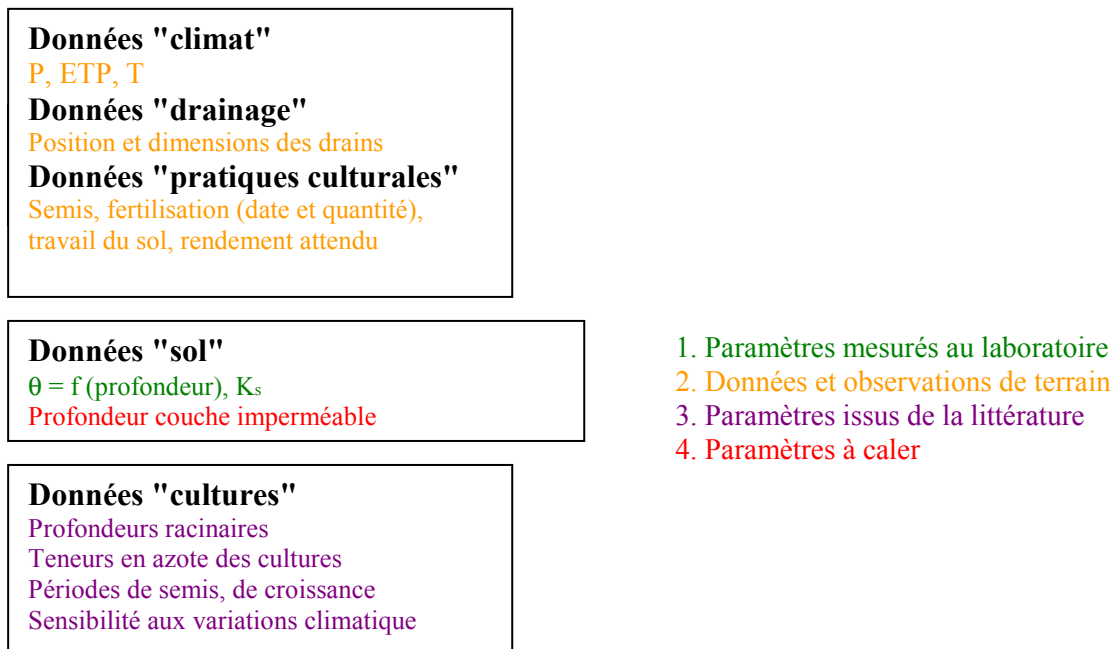 Données "climat"
P, ETP, T
Données "drainage"
Position et dimensions des drains
Données "pratiques culturales"
Semis, fertilisation (date et quantité),
travail du sol, rendement attendu
Données "sol"
θ = f (profondeur), Ks
Profondeur couche imperméable
Données "cultures"
Profondeurs racinaires
Teneurs en azote des cultures
Périodes de semis, de croissance
Sensibilité aux variations climatique
1. Paramètres mesurés au laboratoire
2. Données et observations de terrain
3. Paramètres issus de la littérature
4. Paramètres à caler